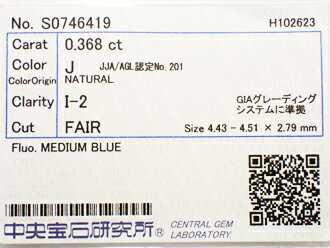 No. S0746419 H102623
Carat 0.368 ct
Color J JJA/AGL認定No. 201
ColorOrigin NATURAL
Clarity I-2 GIAグレーディング
システムに準拠
Cut FAIR Size 4.43 - 4.51 × 2.79 mm
Fluo. MEDIUM BLUE
中央宝石研究所® CENTRAL GEM
LABORATORY